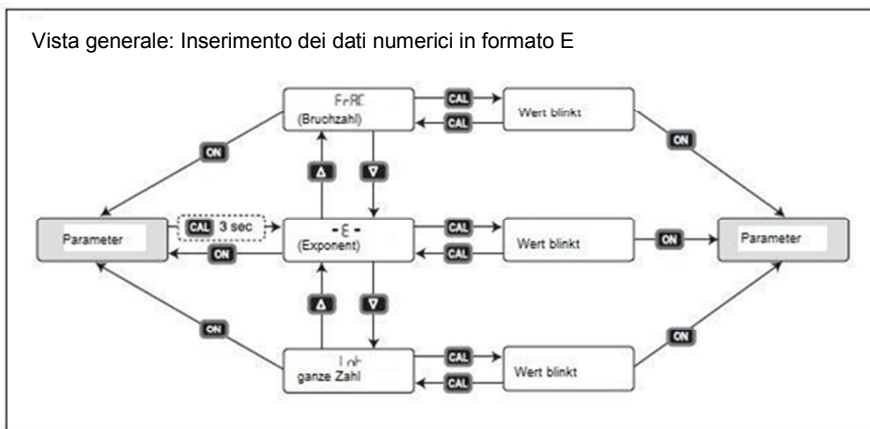 Vista generale: Inserimento dei dati numerici in formato E
FrAC
(Bruchzahl)
CAL
CAL
Wert blinkt
ON
ON
Δ
∇
Parameter
CAL 3 sec
ON
- E -
(Exponent)
CAL
CAL
Wert blinkt
ON
Parameter
Δ
∇
ON
ON
Int
ganze Zahl
CAL
CAL
Wert blinkt